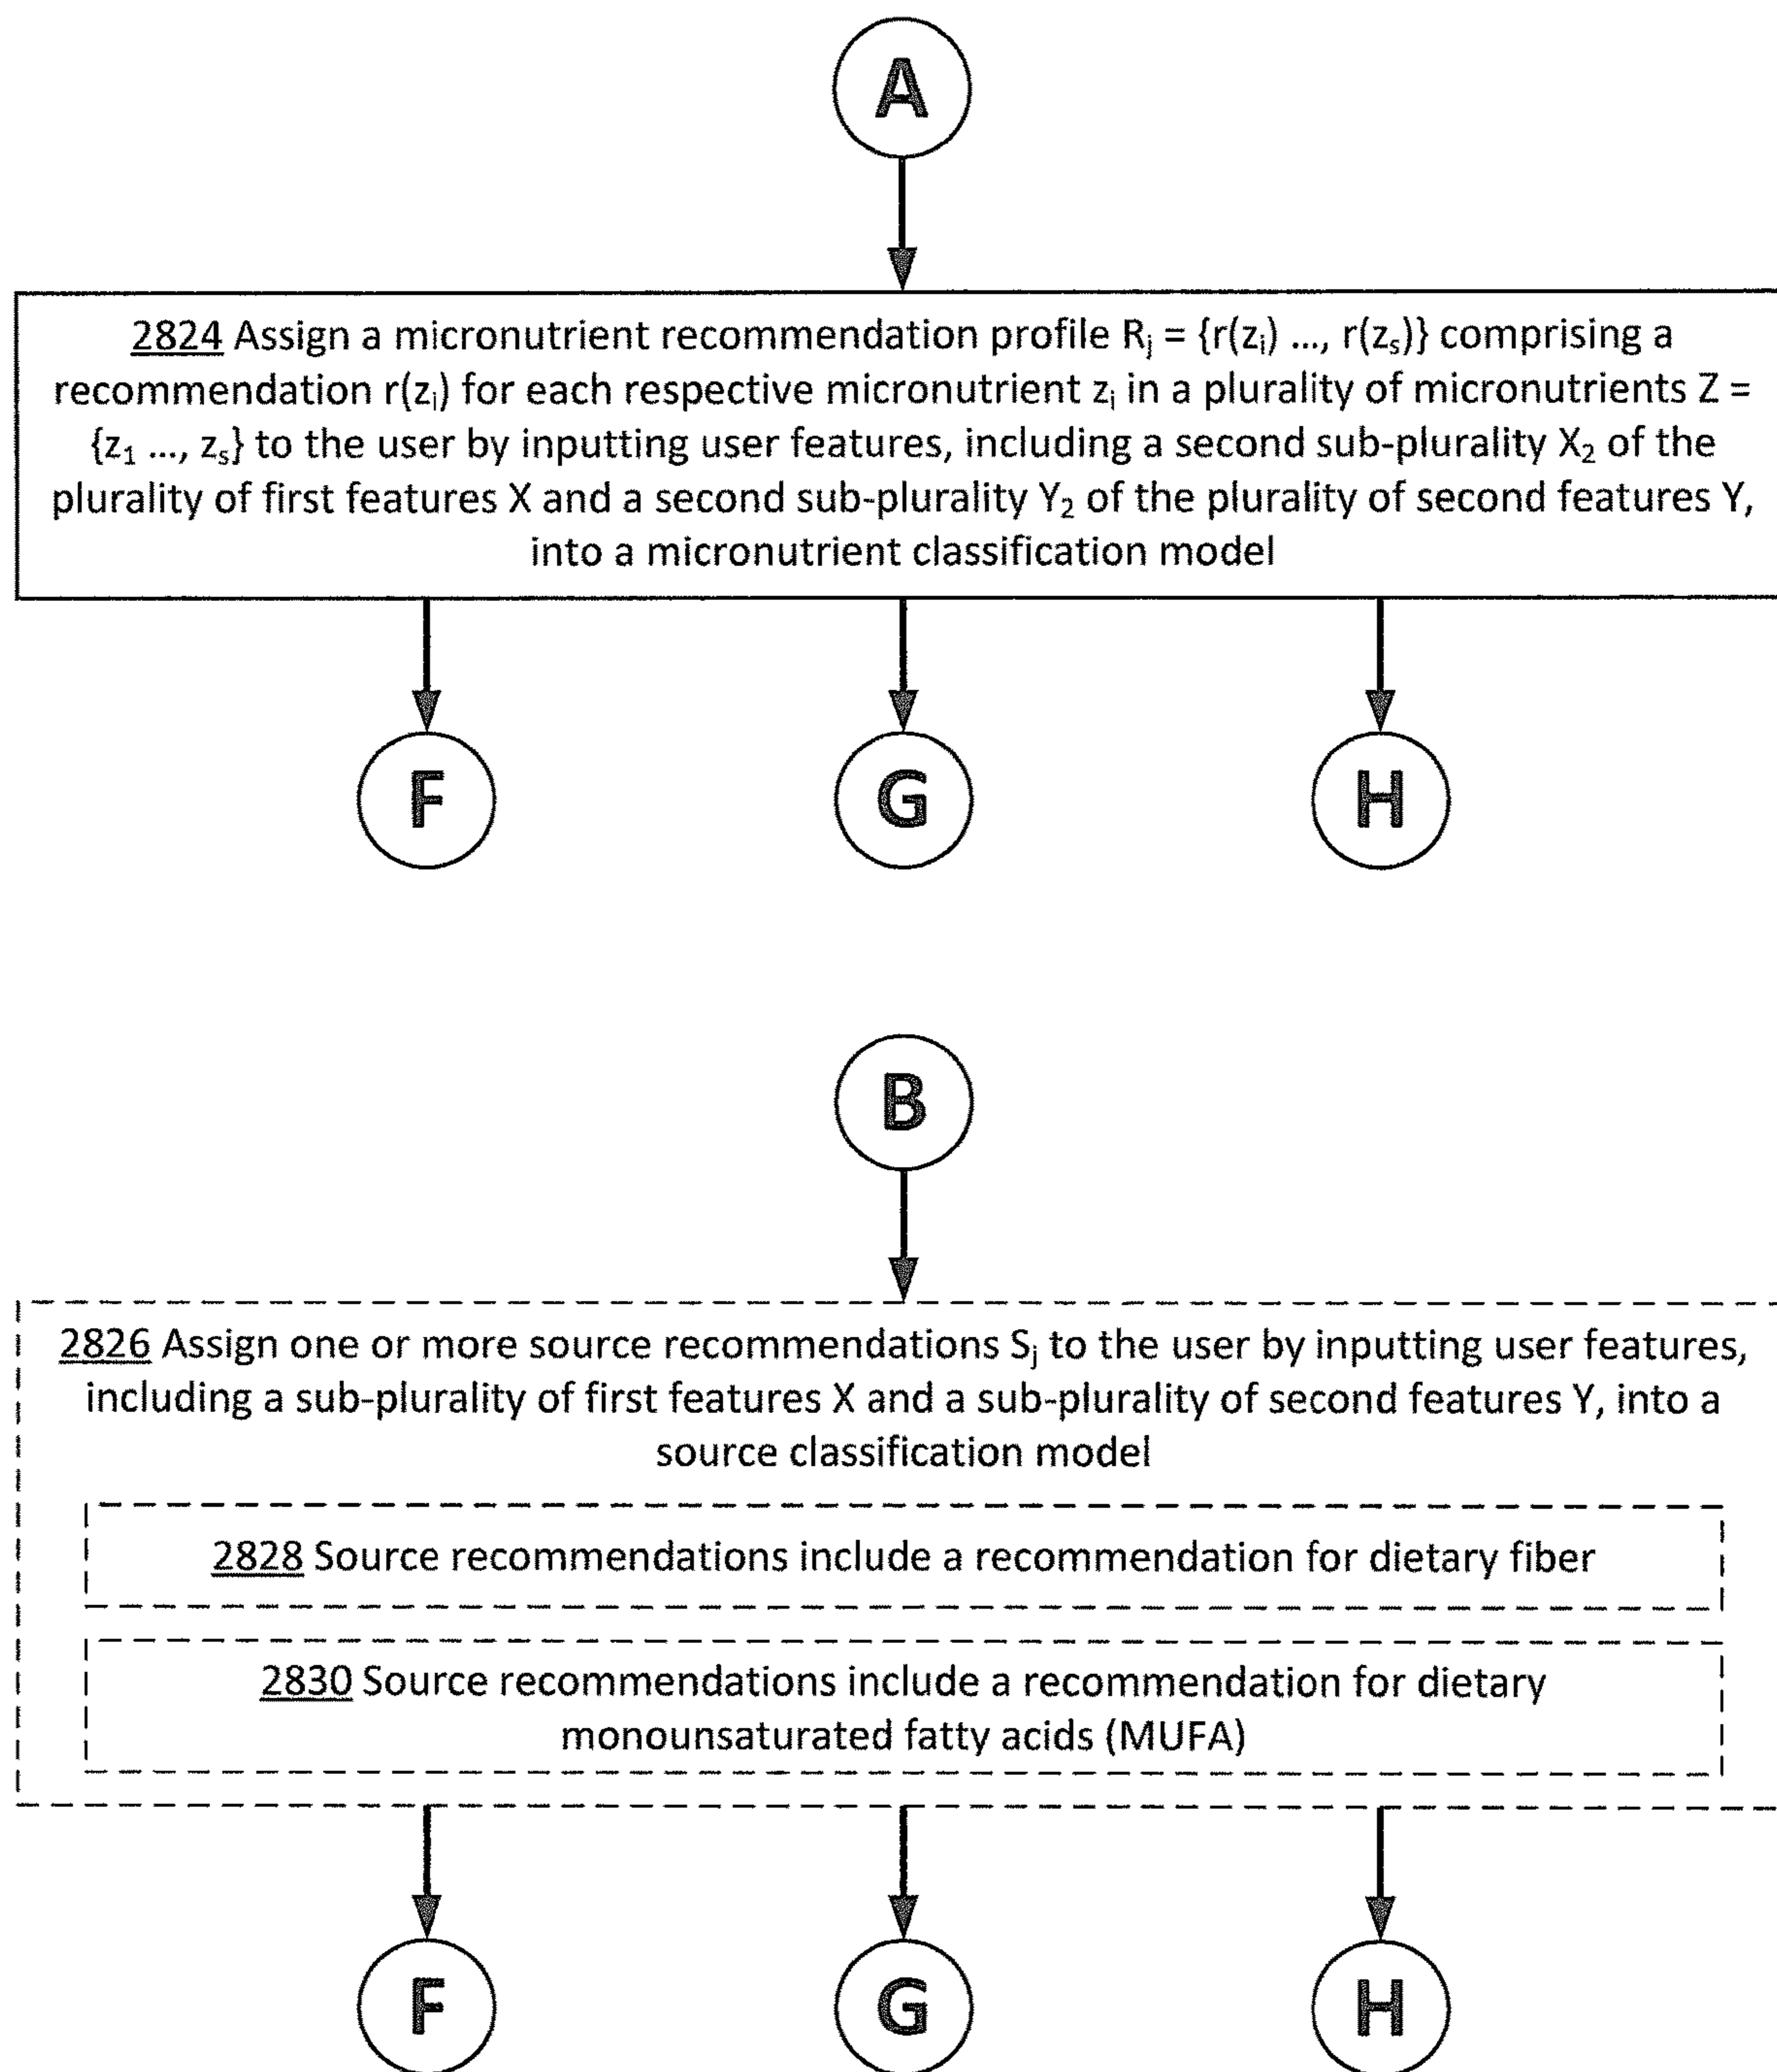 A
2824 Assign a micronutrient recommendation profile Rⱼ = {r(zᵢ) ..., r(zₛ)} comprising a
recommendation r(zᵢ) for each respective micronutrient zᵢ in a plurality of micronutrients Z =
{z₁ ..., zₛ} to the user by inputting user features, including a second sub-plurality X₂ of the
plurality of first features X and a second sub-plurality Y₂ of the plurality of second features Y,
into a micronutrient classification model
F G H
B
2826 Assign one or more source recommendations Sⱼ to the user by inputting user features,
including a sub-plurality of first features X and a sub-plurality of second features Y, into a
source classification model
2828 Source recommendations include a recommendation for dietary fiber
2830 Source recommendations include a recommendation for dietary
monounsaturated fatty acids (MUFA)
F G H